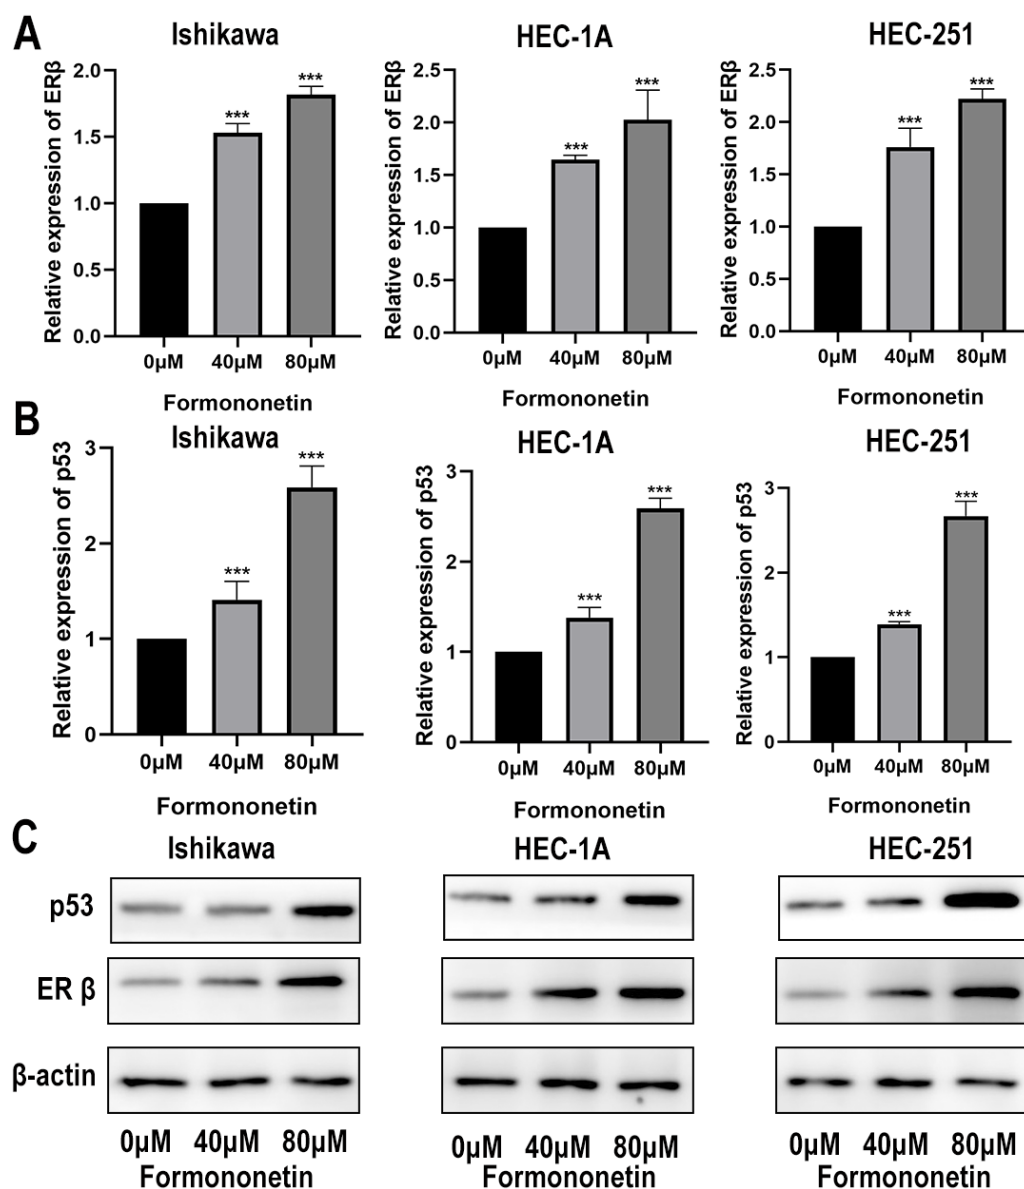 A
Ishikawa
HEC-1A
HEC-251
Relative expression of ERβ
2.0
1.5
1.0
0.5
0.0
***
***
0µM
40µM
80µM
Formononetin
Relative expression of ERβ
2.5
2.0
1.5
1.0
0.5
0.0
***
***
0µM
40µM
80µM
Formononetin
Relative expression of ERβ
2.5
2.0
1.5
1.0
0.5
0.0
***
***
0µM
40µM
80µM
Formononetin
B
Ishikawa
HEC-1A
HEC-251
Relative expression of p53
3
2
1
0
***
***
0µM
40µM
80µM
Formononetin
Relative expression of p53
3
2
1
0
***
***
0µM
40µM
80µM
Formononetin
Relative expression of p53
3
2
1
0
***
***
0µM
40µM
80µM
Formononetin
C
Ishikawa
HEC-1A
HEC-251
p53
ER β
β-actin
0µM 40µM 80µM
Formononetin
0µM 40µM 80µM
Formononetin
0µM 40µM 80µM
Formononetin